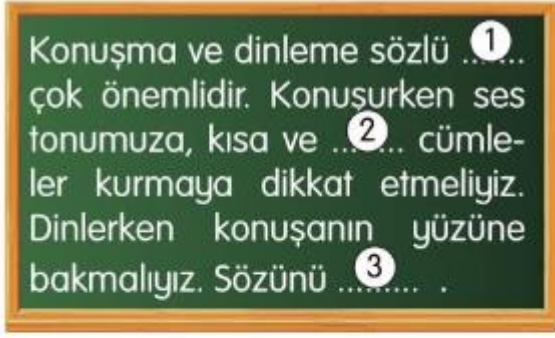 Konuşma ve dinleme sözlü ..1...
çok önemlidir. Konuşurken ses
tonumuza, kısa ve ...2... cümle-
ler kurmaya dikkat etmeliyiz.
Dinlerken konuşanın yüzüne
bakmalıyız. Sözünü ...3...... .